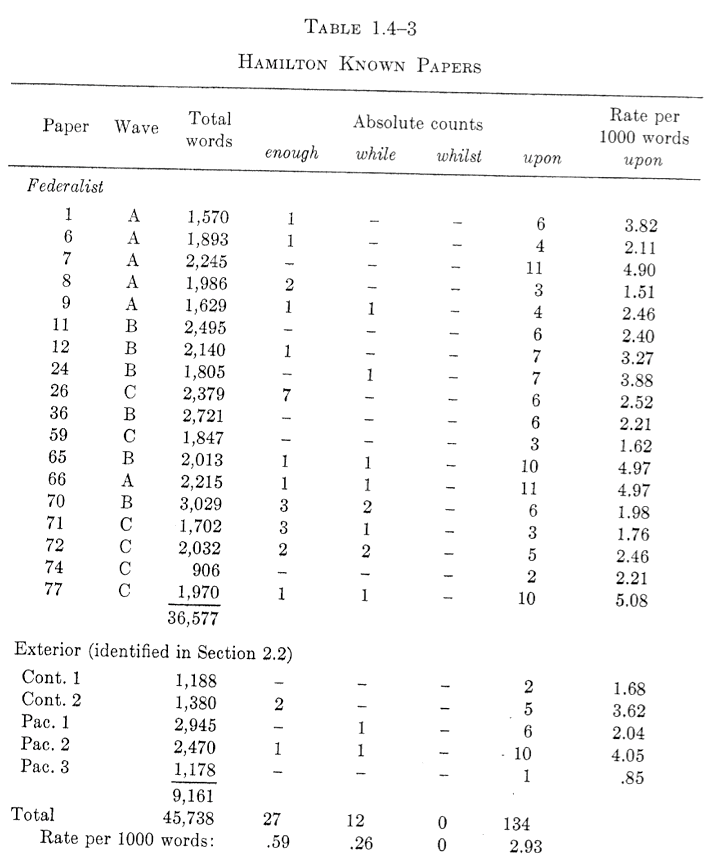 TABLE 1.4–3
HAMILTON KNOWN PAPERS
Paper Wave Total words Absolute counts Rate per 1000 words
enough while whilst upon upon
Federalist
1 A 1,570 1 – – 6 3.82
6 A 1,893 1 – – 4 2.11
7 A 2,245 – – – 11 4.90
8 A 1,986 2 – – 3 1.51
9 A 1,629 1 1 – 4 2.46
11 B 2,495 – – – 6 2.40
12 B 2,140 1 – – 7 3.27
24 B 1,805 – 1 – 7 3.88
26 C 2,379 7 – – 6 2.52
36 B 2,721 – – – 6 2.21
59 C 1,847 – – – 3 1.62
65 B 2,013 1 1 – 10 4.97
66 A 2,215 1 1 – 11 4.97
70 B 3,029 3 2 – 6 1.98
71 C 1,702 3 1 – 3 1.76
72 C 2,032 2 2 – 5 2.46
74 C 906 – – – 2 2.21
77 C 1,970 1 1 – 10 5.08
36,577
Exterior (identified in Section 2.2)
Cont. 1 1,188 – – – 2 1.68
Cont. 2 1,380 2 – – 5 3.62
Pac. 1 2,945 – 1 – 6 2.04
Pac. 2 2,470 1 1 – 10 4.05
Pac. 3 1,178 – – – 1 .85
9,161
Total 45,738 27 12 0 134
Rate per 1000 words: .59 .26 0 2.93